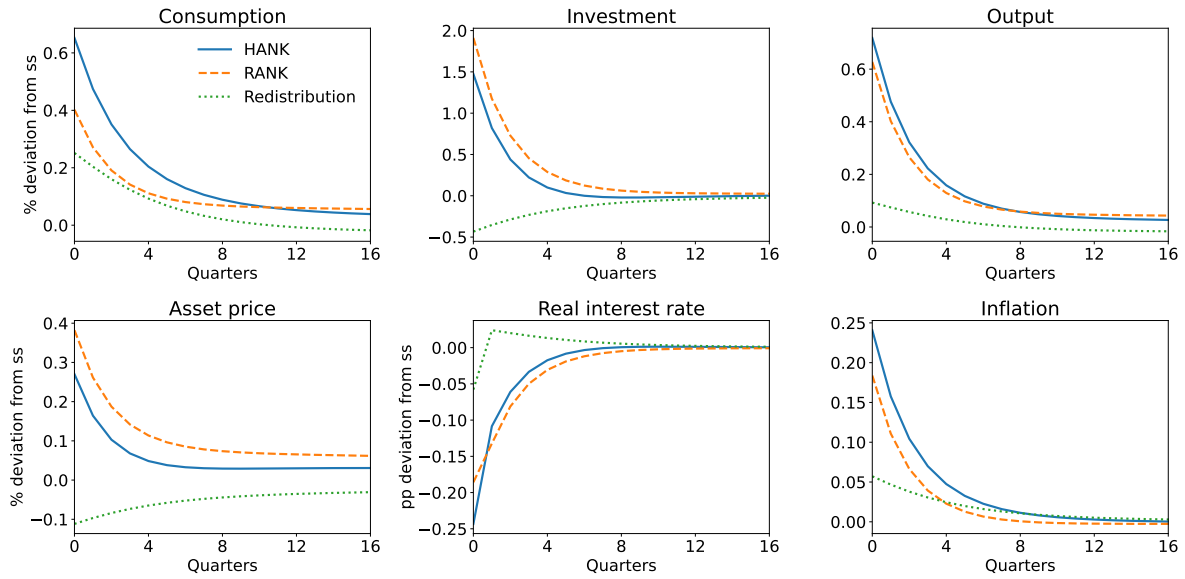 Consumption
% deviation from ss
0.6
0.4
0.2
0.0
HANK
RANK
Redistribution
0 4 8 12 16
Quarters
Investment
2.0
1.5
1.0
0.5
0.0
−0.5
0 4 8 12 16
Quarters
Output
% deviation from ss
0.6
0.4
0.2
0.0
0 4 8 12 16
Quarters
Asset price
% deviation from ss
0.4
0.3
0.2
0.1
0.0
−0.1
0 4 8 12 16
Quarters
Real interest rate
pp deviation from ss
0.00
−0.05
−0.10
−0.15
−0.20
−0.25
0 4 8 12 16
Quarters
Inflation
0.25
0.20
0.15
0.10
0.05
0.00
0 4 8 12 16
Quarters